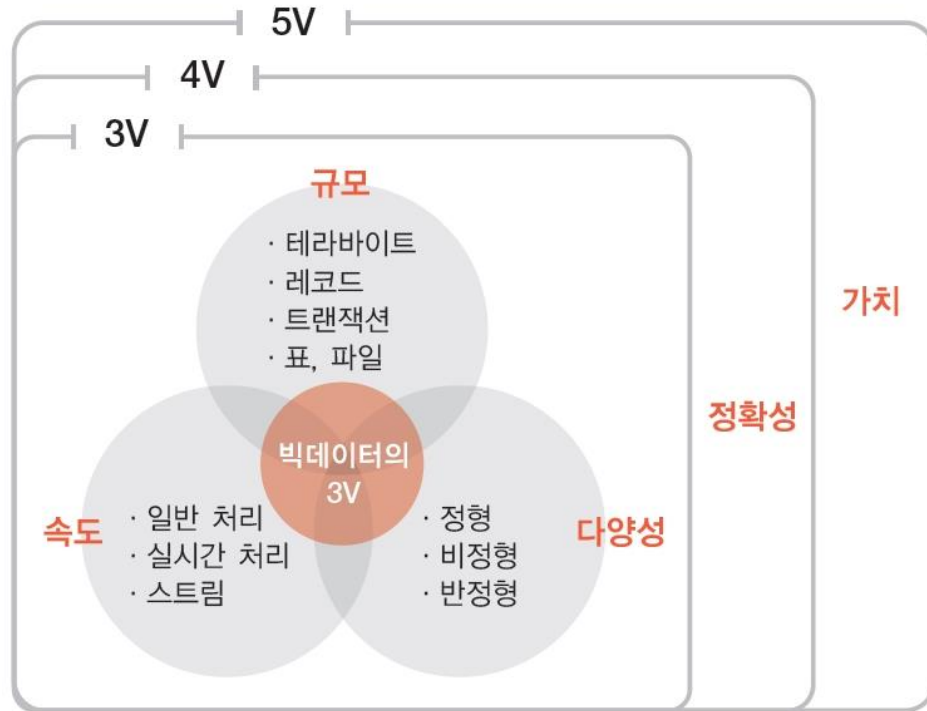 5V
4V
3V
규모
· 테라바이트
· 레코드
· 트랜잭션
· 표, 파일
가치
정확성
빅데이터의
3V
속도
· 일반 처리
· 실시간 처리
· 스트림
· 정형
· 비정형
· 반정형
다양성